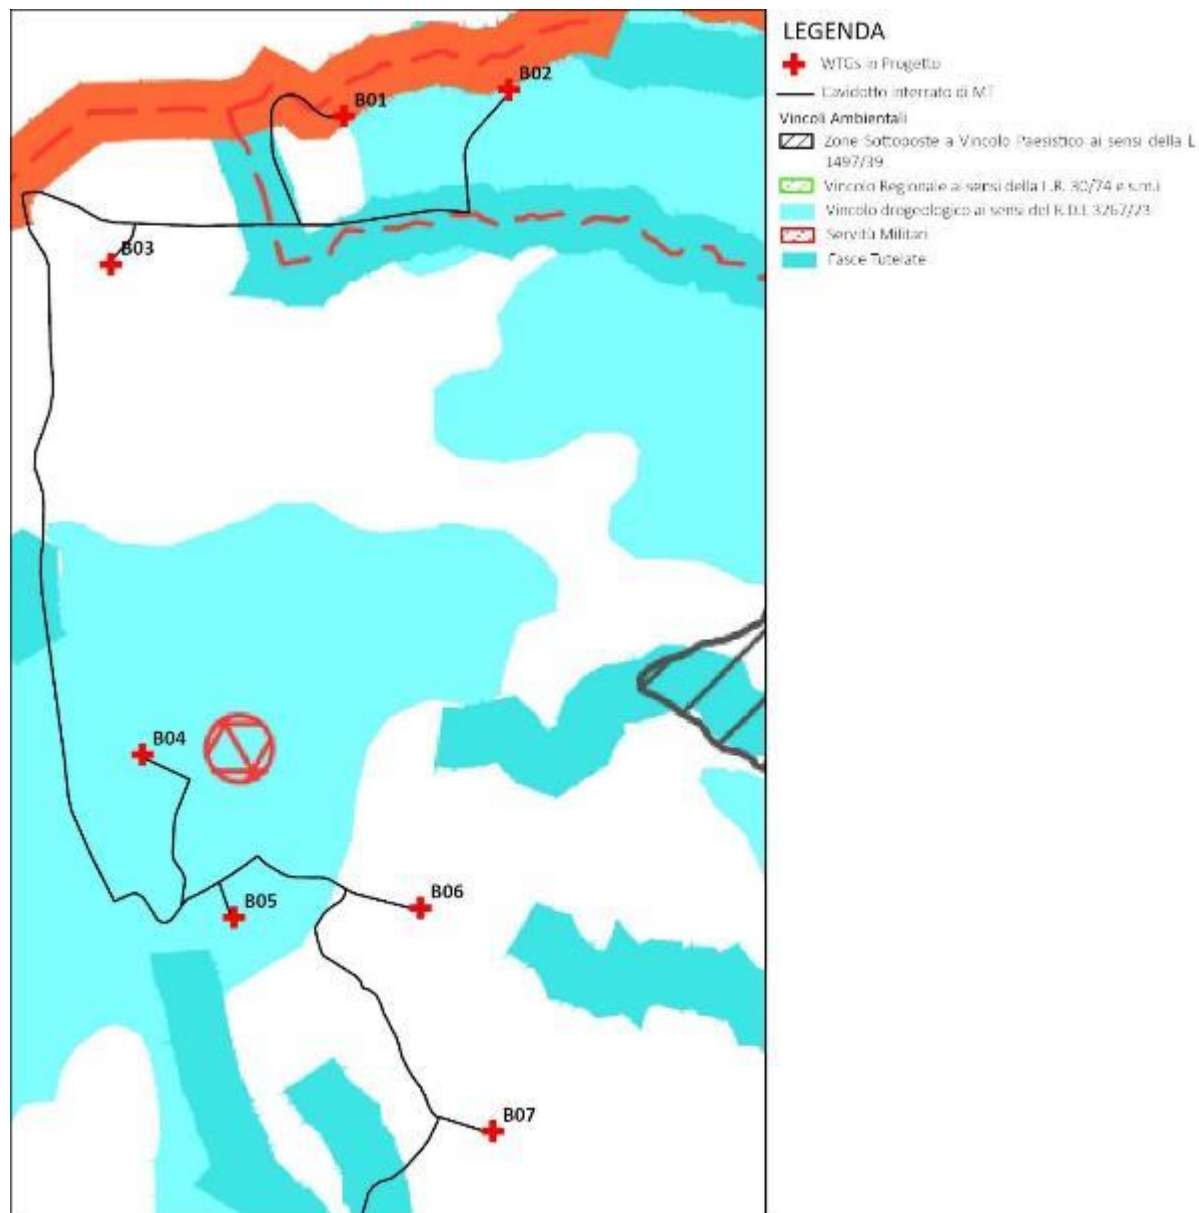 LEGENDA
WTGs in Progetto
Cavidotto interrato di MT
Vincoli Ambientali
Zone Sottoposte a Vincolo Paesistico ai sensi della L
1497/39
Vincolo Regionale ai sensi della L.R. 30/74 e s.m.i
Vincolo drogeologico ai sensi del R.D.L 3267/23
Servitù Militari
Fasce Tutelate
B02
B01
B03
B04
B05
B06
B07